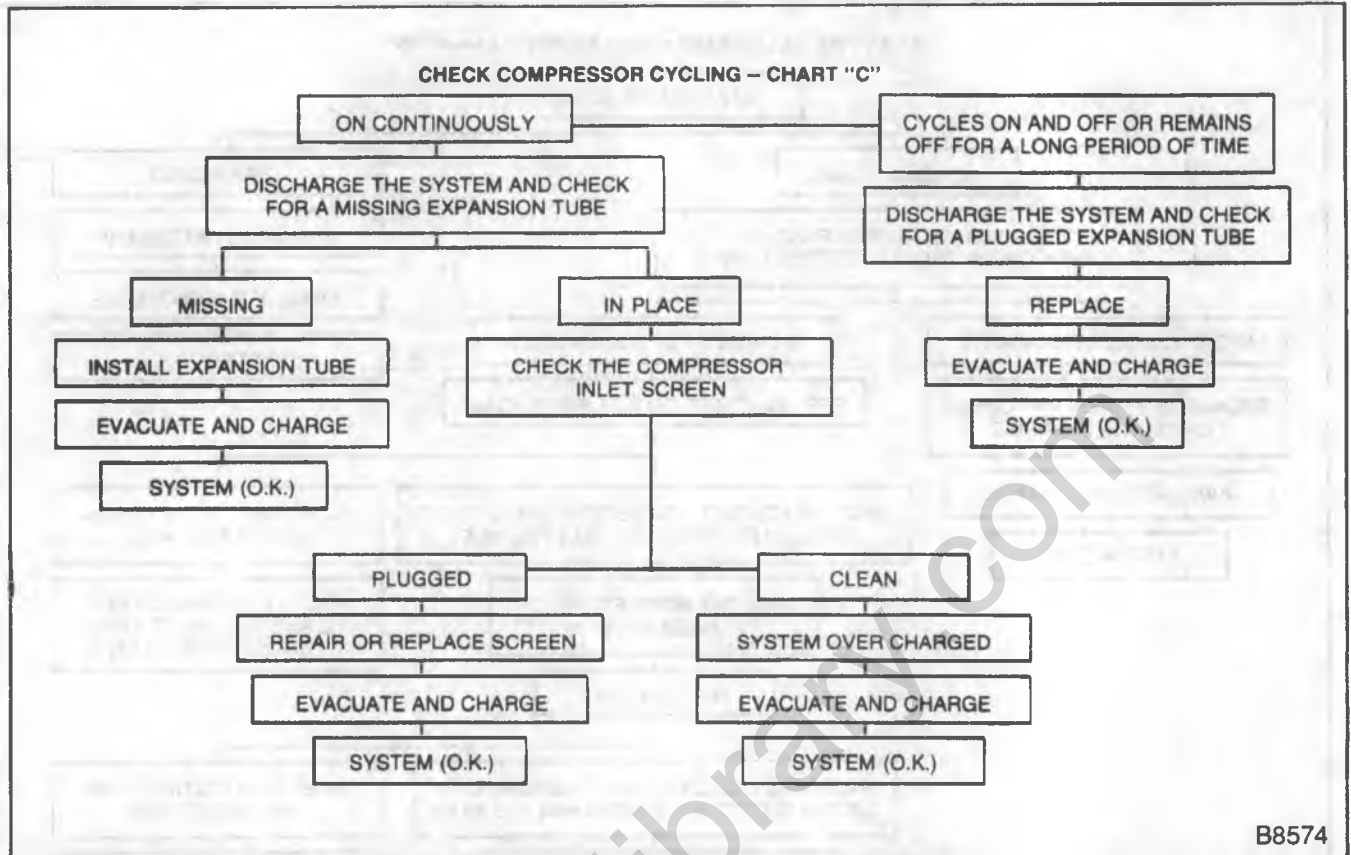 CHECK COMPRESSOR CYCLING – CHART "C"
ON CONTINUOUSLY
CYCLES ON AND OFF OR REMAINS
OFF FOR A LONG PERIOD OF TIME
DISCHARGE THE SYSTEM AND CHECK
FOR A MISSING EXPANSION TUBE
DISCHARGE THE SYSTEM AND CHECK
FOR A PLUGGED EXPANSION TUBE
MISSING
IN PLACE
REPLACE
INSTALL EXPANSION TUBE
CHECK THE COMPRESSOR
INLET SCREEN
EVACUATE AND CHARGE
EVACUATE AND CHARGE
SYSTEM (O.K.)
SYSTEM (O.K.)
PLUGGED
CLEAN
REPAIR OR REPLACE SCREEN
SYSTEM OVER CHARGED
EVACUATE AND CHARGE
EVACUATE AND CHARGE
SYSTEM (O.K.)
SYSTEM (O.K.)
B8574
library.com